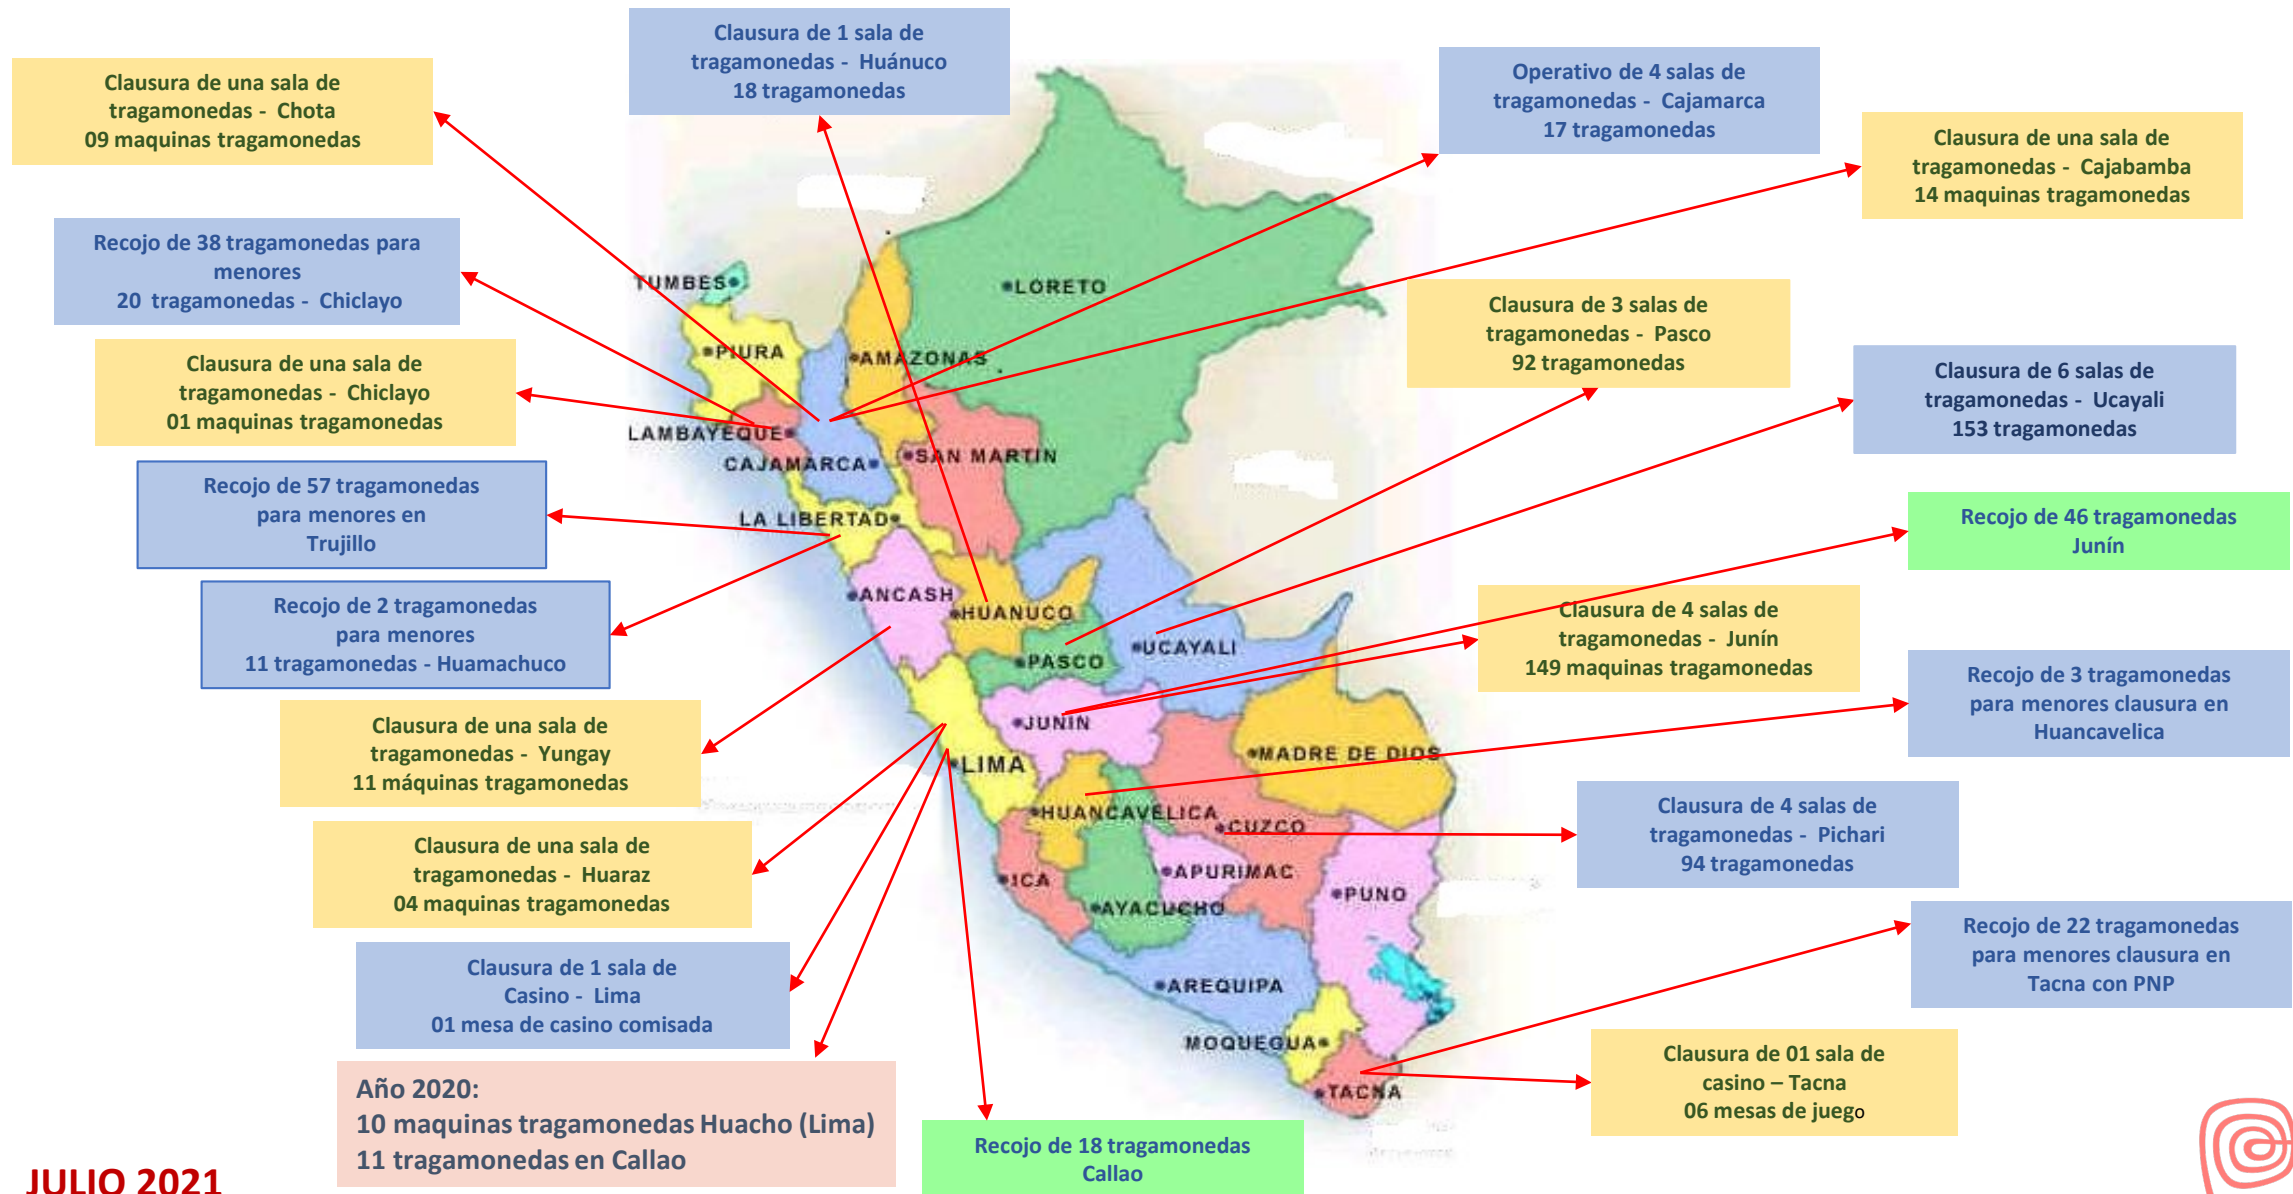 Clausura de 1 sala de
tragamonedas - Huánuco
18 tragamonedas
Clausura de una sala de
tragamonedas - Chota
09 maquinas tragamonedas
Operativo de 4 salas de
tragamonedas - Cajamarca
17 tragamonedas
Clausura de una sala de
tragamonedas - Cajabamba
14 maquinas tragamonedas
Recojo de 38 tragamonedas para
menores
20 tragamonedas - Chiclayo
Clausura de 3 salas de
tragamonedas - Pasco
92 tragamonedas
Clausura de una sala de
tragamonedas - Chiclayo
01 maquinas tragamonedas
Clausura de 6 salas de
tragamonedas - Ucayali
153 tragamonedas
Recojo de 57 tragamonedas
para menores en
Trujillo
Recojo de 46 tragamonedas
Junín
Recojo de 2 tragamonedas
para menores
11 tragamonedas - Huamachuco
Clausura de 4 salas de
tragamonedas - Junín
149 maquinas tragamonedas
Recojo de 3 tragamonedas
para menores clausura en
Huancavelica
Clausura de una sala de
tragamonedas - Yungay
11 máquinas tragamonedas
Clausura de 4 salas de
tragamonedas - Pichari
94 tragamonedas
Clausura de una sala de
tragamonedas - Huaraz
04 maquinas tragamonedas
Recojo de 22 tragamonedas
para menores clausura en
Tacna con PNP
Clausura de 1 sala de
Casino - Lima
01 mesa de casino comisada
Clausura de 01 sala de
casino – Tacna
06 mesas de juego
Año 2020:
10 maquinas tragamonedas Huacho (Lima)
11 tragamonedas en Callao
Recojo de 18 tragamonedas
Callao
JULIO 2021
TUMBES
LORETO
PIURA
AMAZONAS
LAMBAYEQUE
CAJAMARCA
SAN MARTIN
LA LIBERTAD
ANCASH
HUANUCO
UCAYALI
PASCO
JUNIN
LIMA
MADRE DE DIOS
HUANCAVELICA
CUZCO
ICA
APURIMAC
PUNO
AYACUCHO
AREQUIPA
MOQUEGUA
TACNA